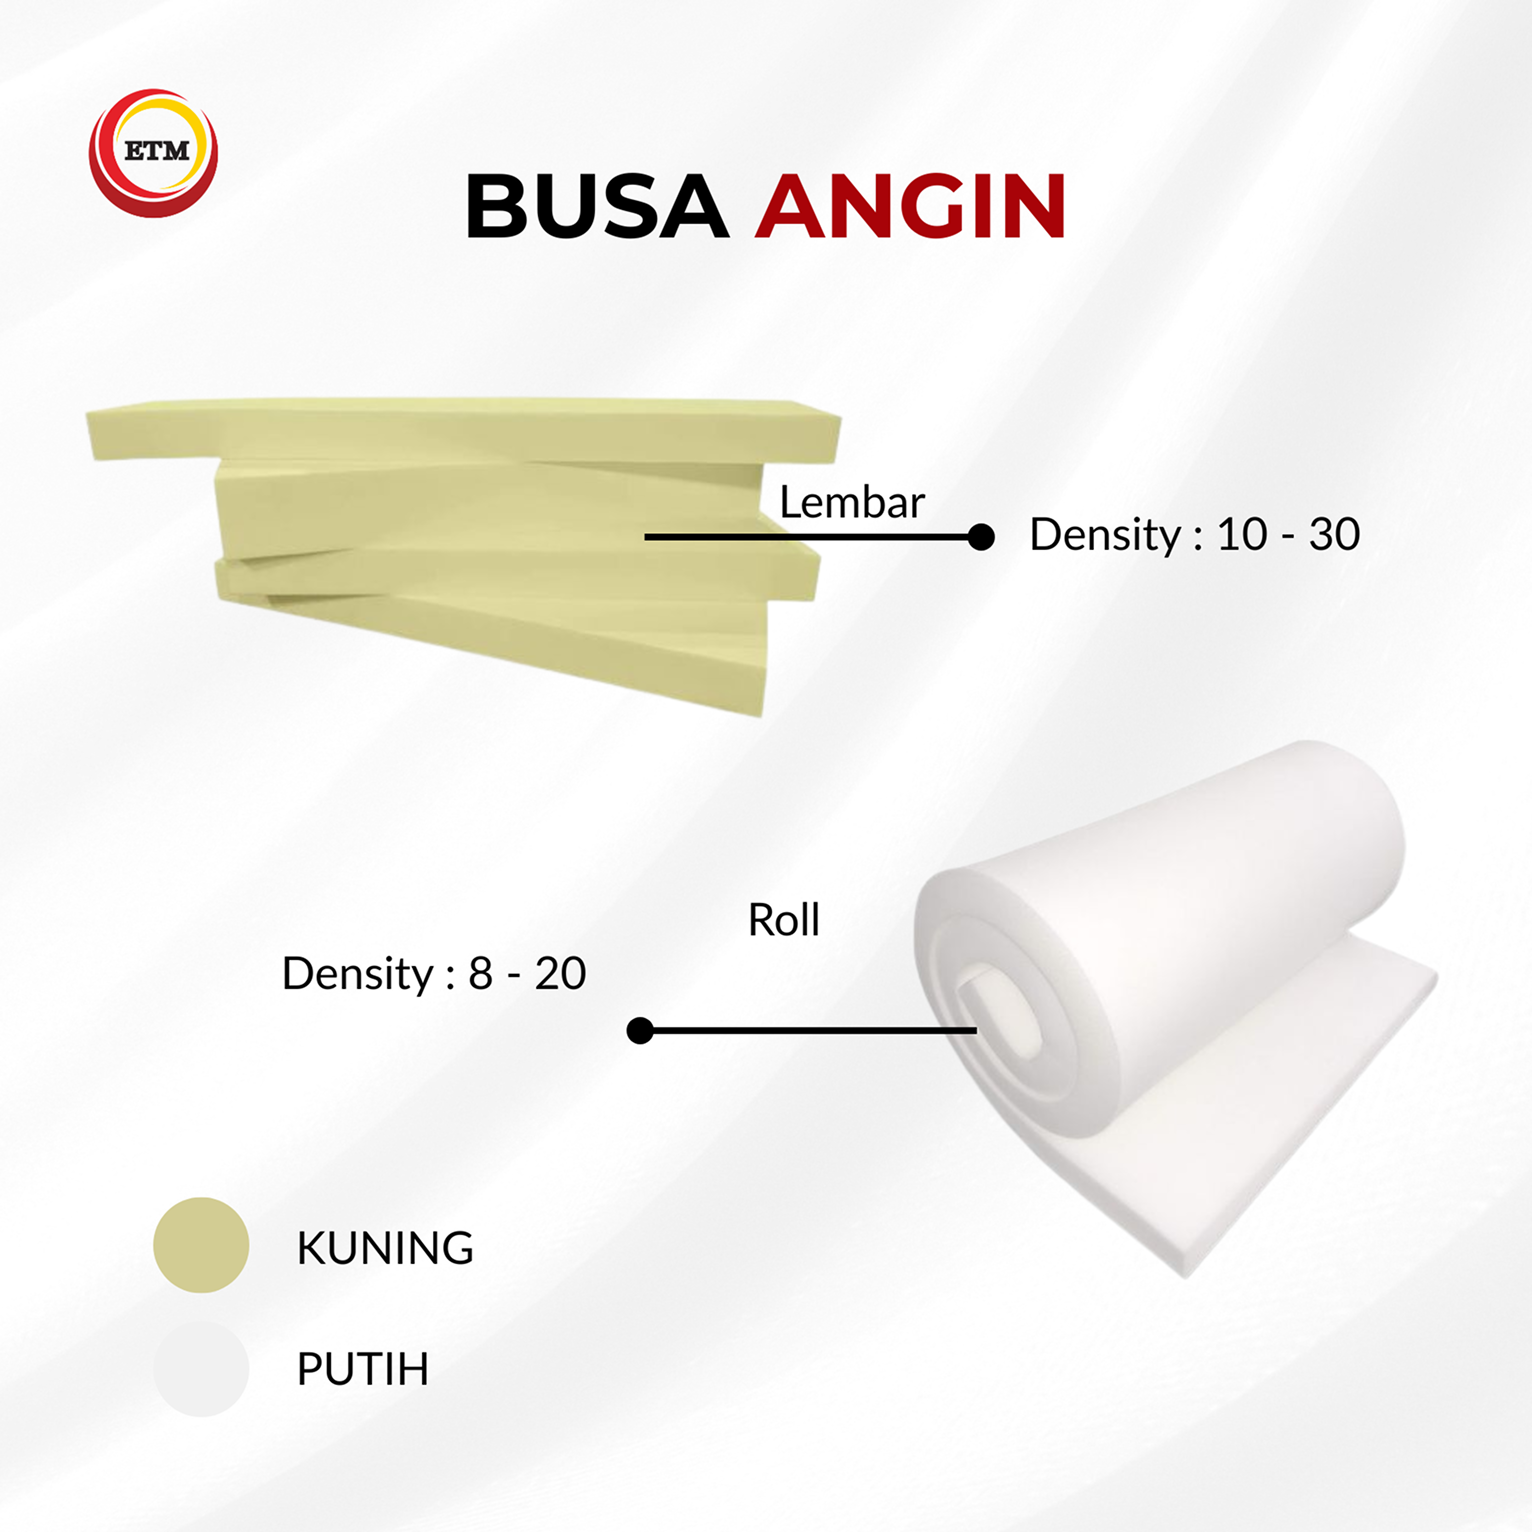 ETM
BUSA ANGIN
Lembar
Density : 10 - 30
Roll
Density : 8 - 20
KUNING
PUTIH